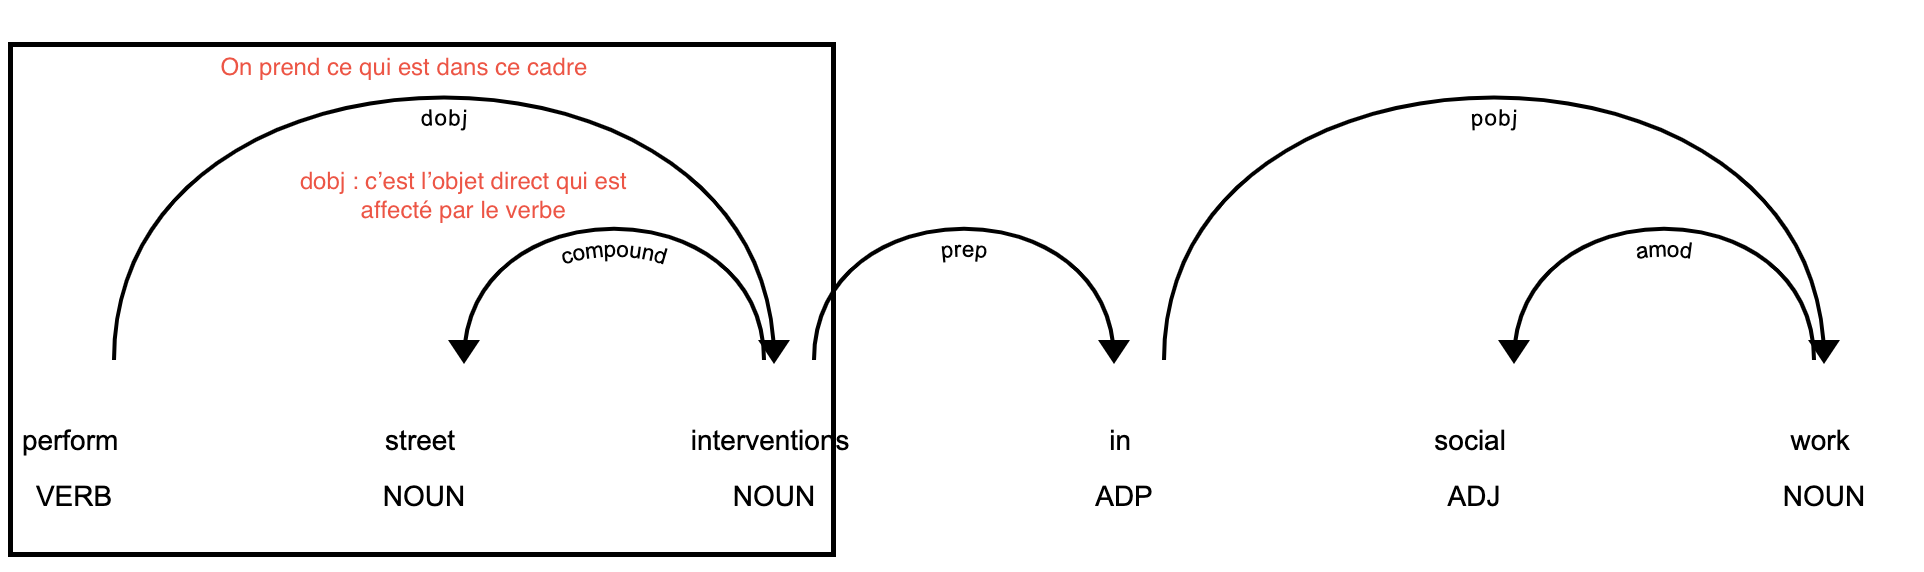 On prend ce qui est dans ce cadre
dobj
pobj
dobj : c’est l’objet direct qui est
affecté par le verbe
compound
prep
amod
perform street interventions in social work
VERB NOUN NOUN ADP ADJ NOUN